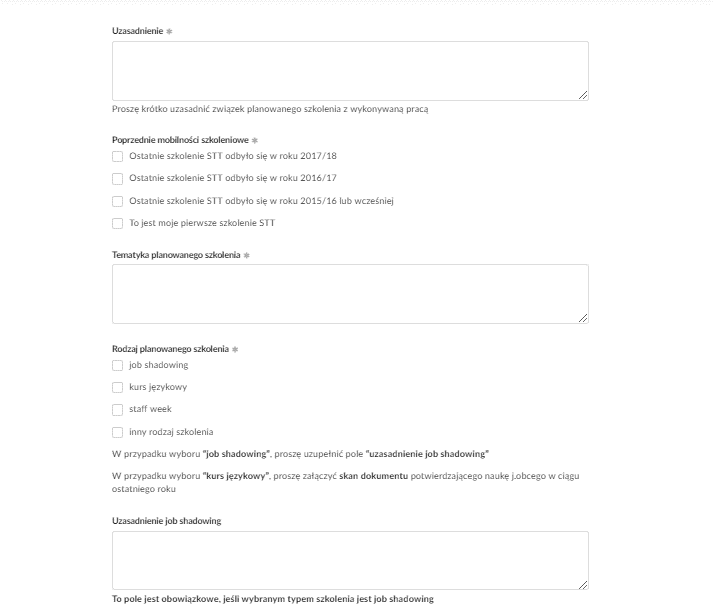 Uzasadnienie *
Proszę krótko uzasadnić związek planowanego szkolenia z wykonywaną pracą
Poprzednie mobilności szkoleniowe *
Ostatnie szkolenie STT odbyło się w roku 2017/18
Ostatnie szkolenie STT odbyło się w roku 2016/17
Ostatnie szkolenie STT odbyło się w roku 2015/16 lub wcześniej
To jest moje pierwsze szkolenie STT
Tematyka planowanego szkolenia *
Rodzaj planowanego szkolenia *
job shadowing
kurs językowy
staff week
inny rodzaj szkolenia
W przypadku wyboru "job shadowing", proszę uzupełnić pole "uzasadnienie job shadowing"
W przypadku wyboru "kurs językowy", proszę załączyć skan dokumentu potwierdzającego naukę j.obcego w ciągu
ostatniego roku
Uzasadnienie job shadowing
To pole jest obowiązkowe, jeśli wybranym typem szkolenia jest job shadowing